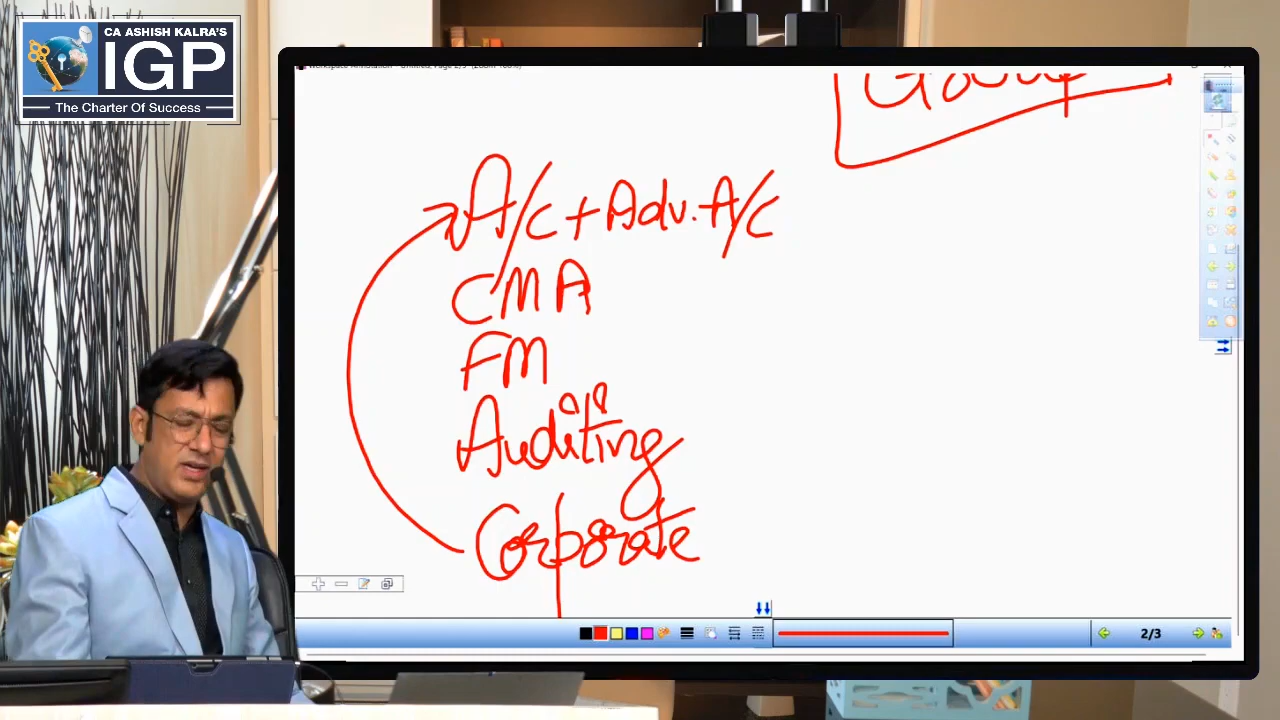 CA ASHISH KALRA'S
IGP
The Charter Of Success
A/C + Adv. A/C
CMA
FM
Auditing
Corporate
2/3